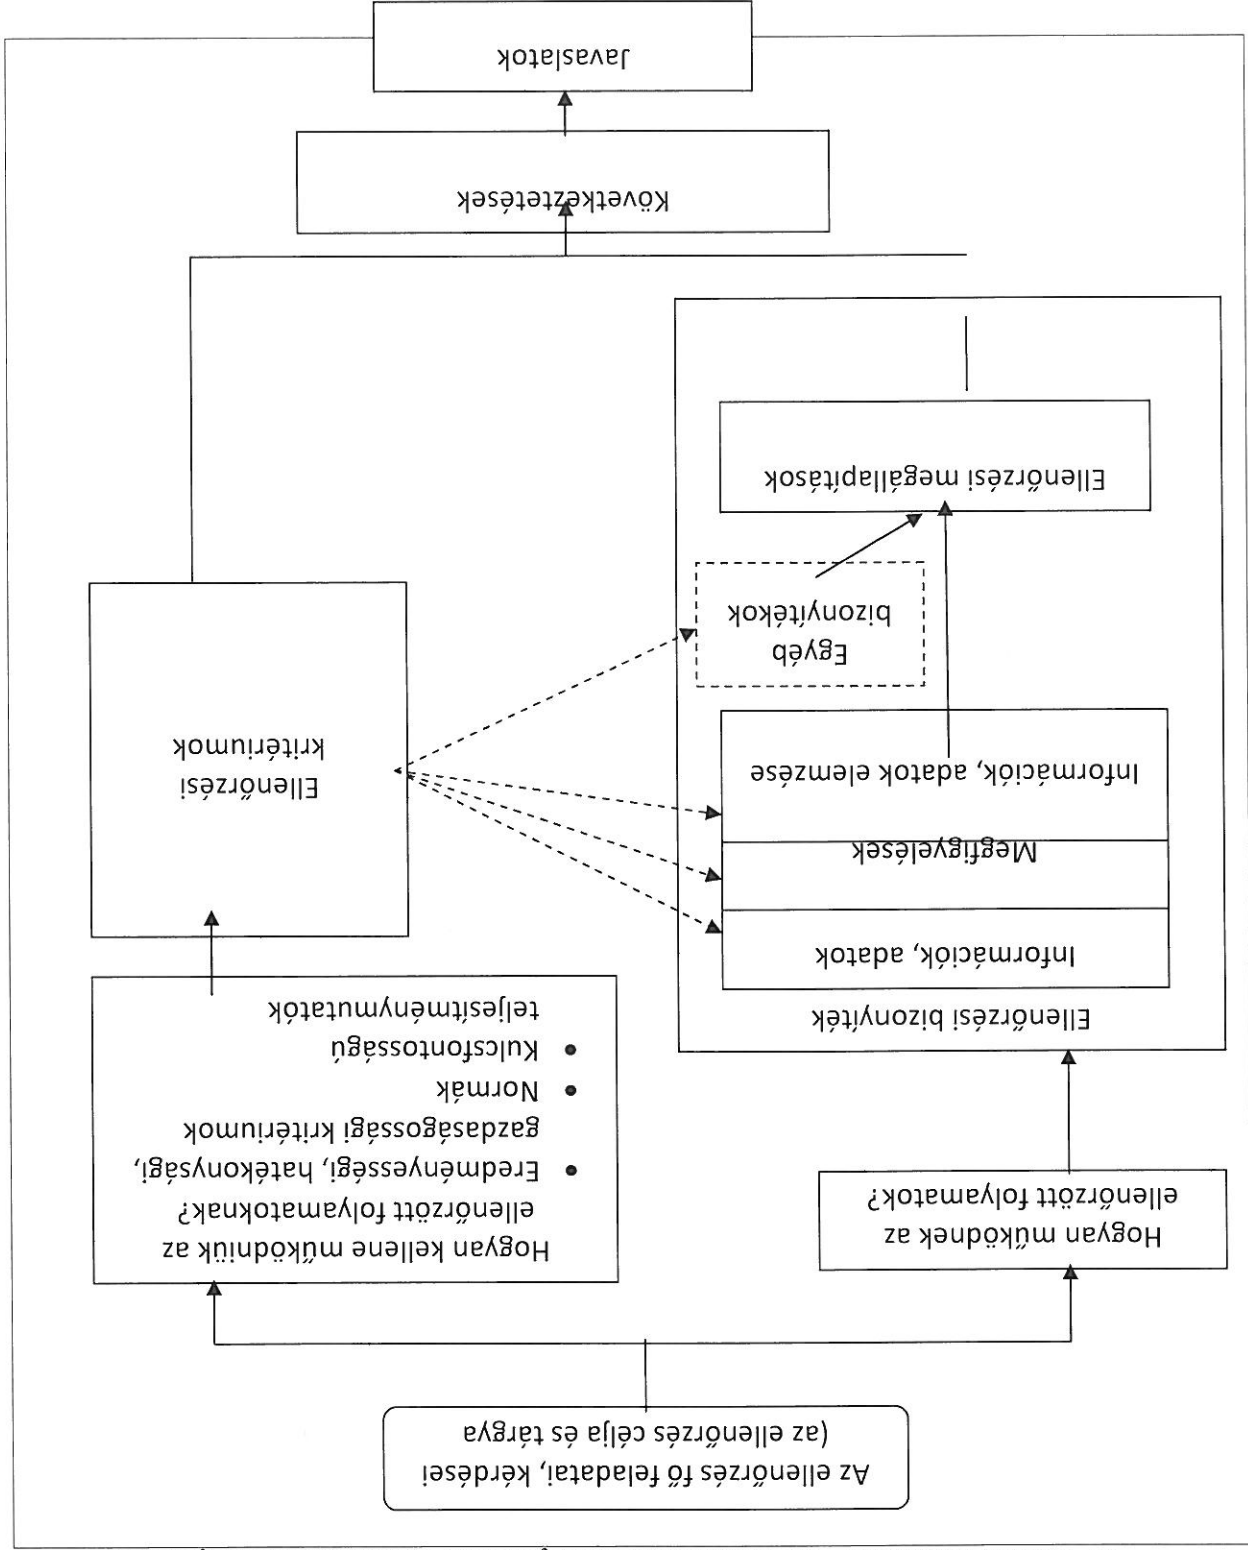 Az ellenőrzés fő feladatai, kérdései
(az ellenőrzés célja és tárgya
Hogyan működnek az
ellenőrzött folyamatok?
Hogyan kellene működniük az
ellenőrzött folyamatoknak?
• Eredményességi, hatékonysági,
gazdaságossági kritériumok
• Normák
• Kulcsfontosságú
teljesítménymutatók
Ellenőrzési bizonyíték
Információk, adatok
Megfigyelések
Információk, adatok elemzése
Egyéb
bizonyítékok
Ellenőrzési megállapítások
Ellenőrzési
kritériumok
Következtetések
Javaslatok